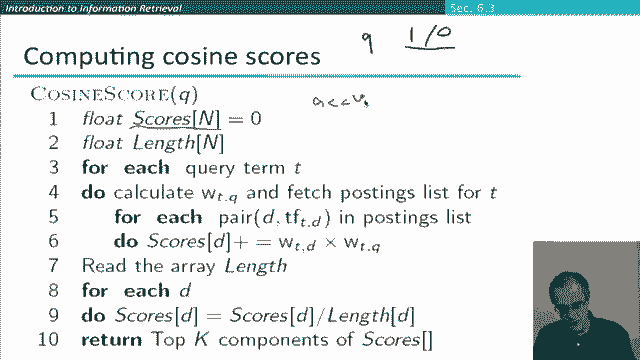 Introduction to Information Retrieval
Sec. 6.3
q 1/0
Computing cosine scores
COSINESCORE(q)
accu
1 float Scores[N] = 0
2 float Length[N]
3 for each query term t
4 do calculate w_{t,q} and fetch postings list for t
5 for each pair(d, tf_{t,d}) in postings list
6 do Scores[d]+ = w_{t,d} × w_{t,q}
7 Read the array Length
8 for each d
9 do Scores[d] = Scores[d]/Length[d]
10 return Top K components of Scores[]